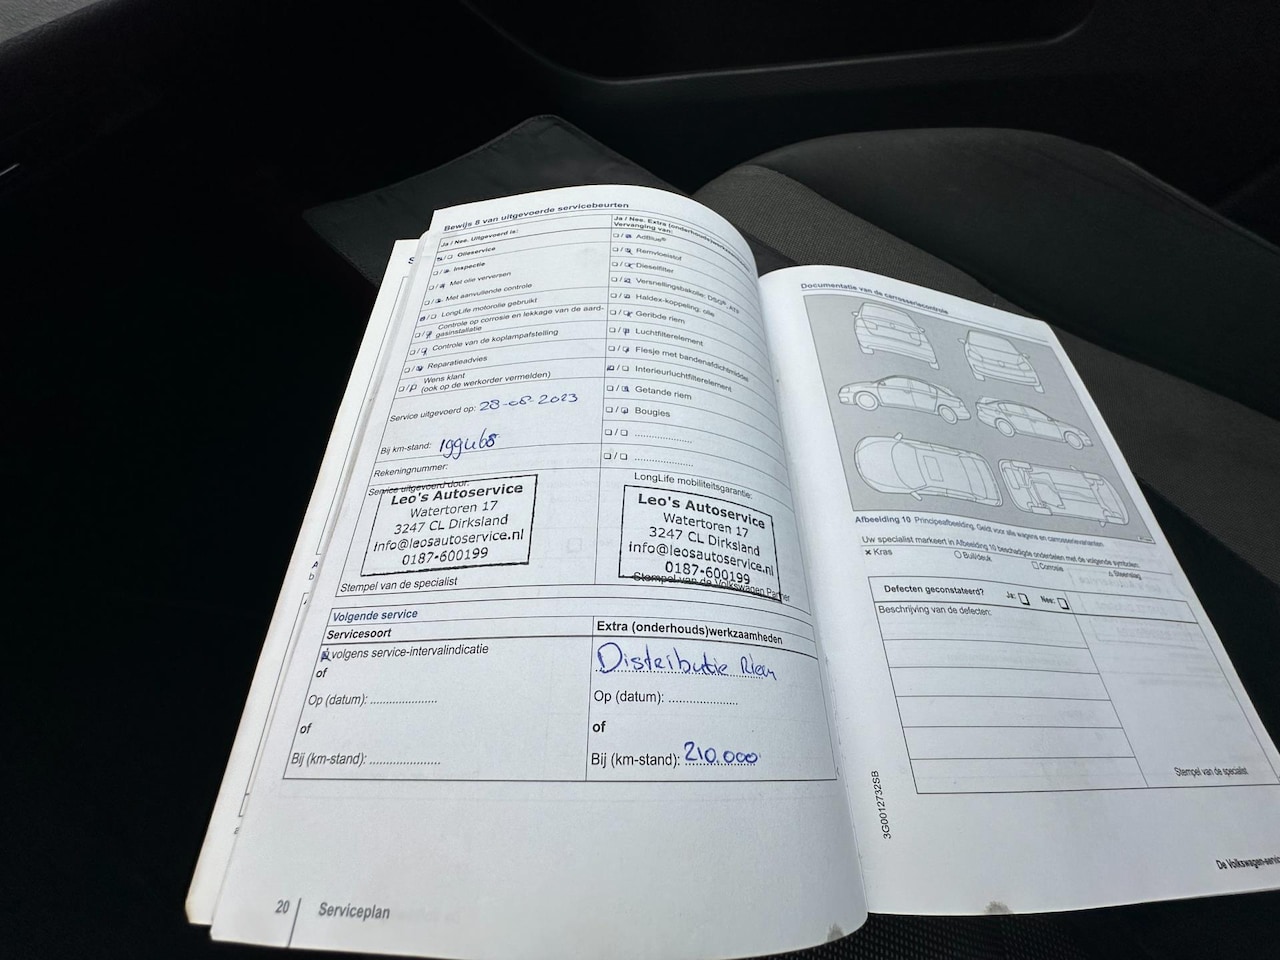 Bewijs 8 van uitgevoerde servicebeurten
Ja / Nee. Uitgevoerd is:
Olieservice
Inspectie
Met olie verversen
Met aanvullende controle
LongLife motorolie gebruikt
Controle op corrosie en lekkage van de aard-
gasinstallatie
Controle van de koplampafstelling
Reparatieadvies
Wens klant
(ook op de werkorder vermelden)
Service uitgevoerd op: 28-08-2023
Bij km-stand: 199468
Rekeningnummer:
Service uitgevoerd door:
Leo's Autoservice
Watertoren 17
3247 CL Dirksland
info@leosautoservice.nl
0187-600199
Stempel van de specialist
Ja / Nee. Extra (onderhouds)werkzaamheden
Vervanging van:
AdBlue®
Remvloeistof
Dieselfilter
Versnellingsbakolie: DSG®
Haldex-koppeling: olie
Geribde riem
Luchtfilterelement
Flesje met bandenafdichtmiddel
Interieurluchtfilterelement
Getande riem
Bougies
LongLife mobiliteitsgarantie:
Leo's Autoservice
Watertoren 17
3247 CL Dirksland
info@leosautoservice.nl
0187-600199
Stempel van de Volkswagen Partner
Volgende service
Servicesoort
volgens service-intervalindicatie
of
Op (datum): ....................
of
Bij (km-stand): ....................
Extra (onderhouds)werkzaamheden
Distributie Riem
Op (datum): ....................
of
Bij (km-stand): 210.000
20 | Serviceplan
Documentatie van de carrosseriecontrole
Afbeelding 10 Principeafbeelding. Geldt voor alle wagens en carrosserievarianten
Uw specialist markeert in Afbeelding 10 beschadigde onderdelen met de volgende symbolen:
× Kras
○ Buil/deuk
□ Corrosie
△ Steenslag
Defecten geconstateerd? Ja: □ Nee: □
Beschrijving van de defecten:
Stempel van de specialist
3G0012732SB
De Volkswagen-servic